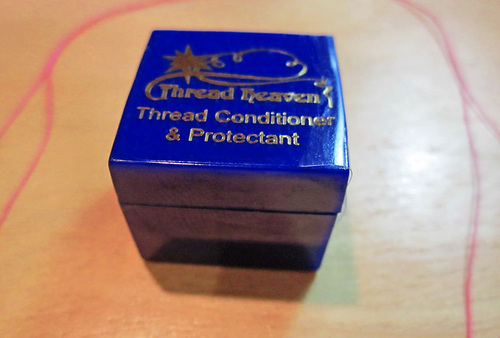 Thread Heaven
Thread Conditioner
& Protectant